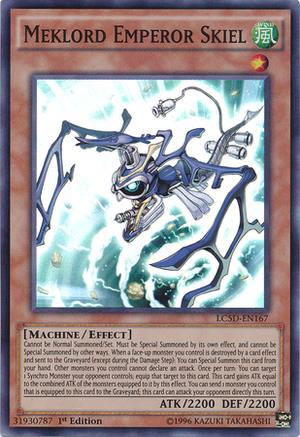 MEKLORD EMPEROR SKIEL
WIND
風
LC5D-EN167
[MACHINE / EFFECT]
Cannot be Normal Summoned/Set. Must be Special Summoned by its own effect, and cannot be
Special Summoned by other ways. When a face-up monster you control is destroyed by a card effect
and sent to the Graveyard (except during the Damage Step): You can Special Summon this card from
your hand. Other monsters you control cannot declare an attack. Once per turn: You can target
1 Synchro Monster your opponent controls; equip that target to this card. This card gains ATK equal
to the combined ATK of the monsters equipped to it by this effect. You can send 1 monster you control
that is equipped to this card to the Graveyard; this card can attack your opponent directly this turn.
ATK/2200 DEF/2200
31930787 1st Edition ©1996 KAZUKI TAKAHASHI